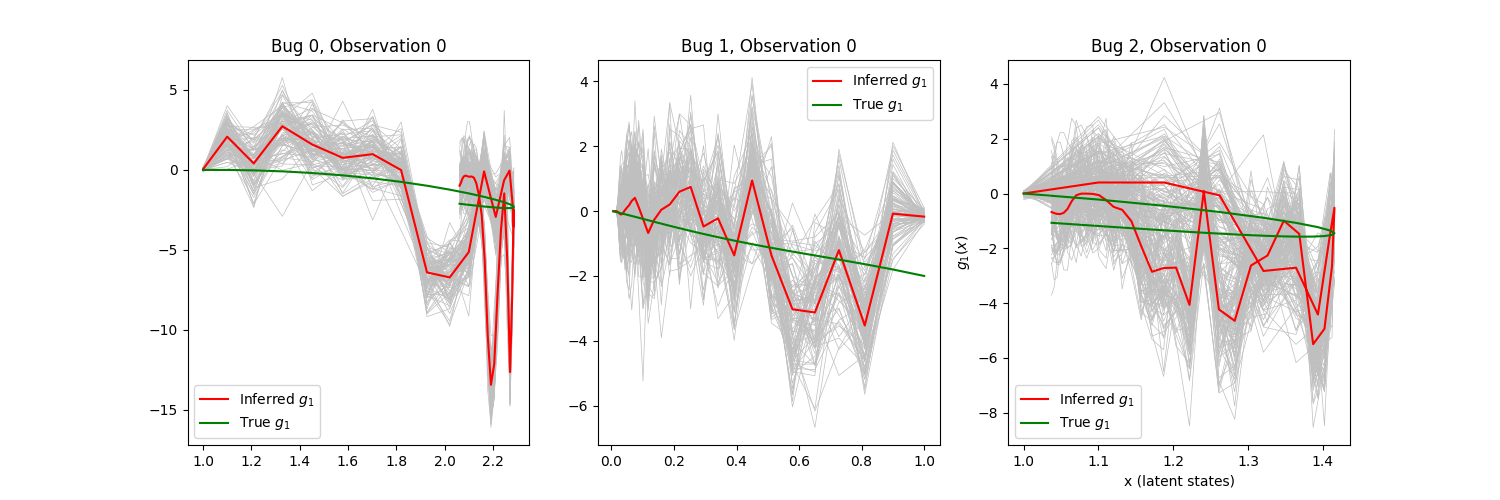 Bug 0, Observation 0
5
0
−5
−10
−15
Inferred g₁
True g₁
1.0 1.2 1.4 1.6 1.8 2.0 2.2
Bug 1, Observation 0
4
2
0
−2
−4
−6
Inferred g₁
True g₁
0.0 0.2 0.4 0.6 0.8 1.0
Bug 2, Observation 0
g₁(x)
4
2
0
−2
−4
−6
−8
Inferred g₁
True g₁
1.0 1.1 1.2 1.3 1.4
x (latent states)